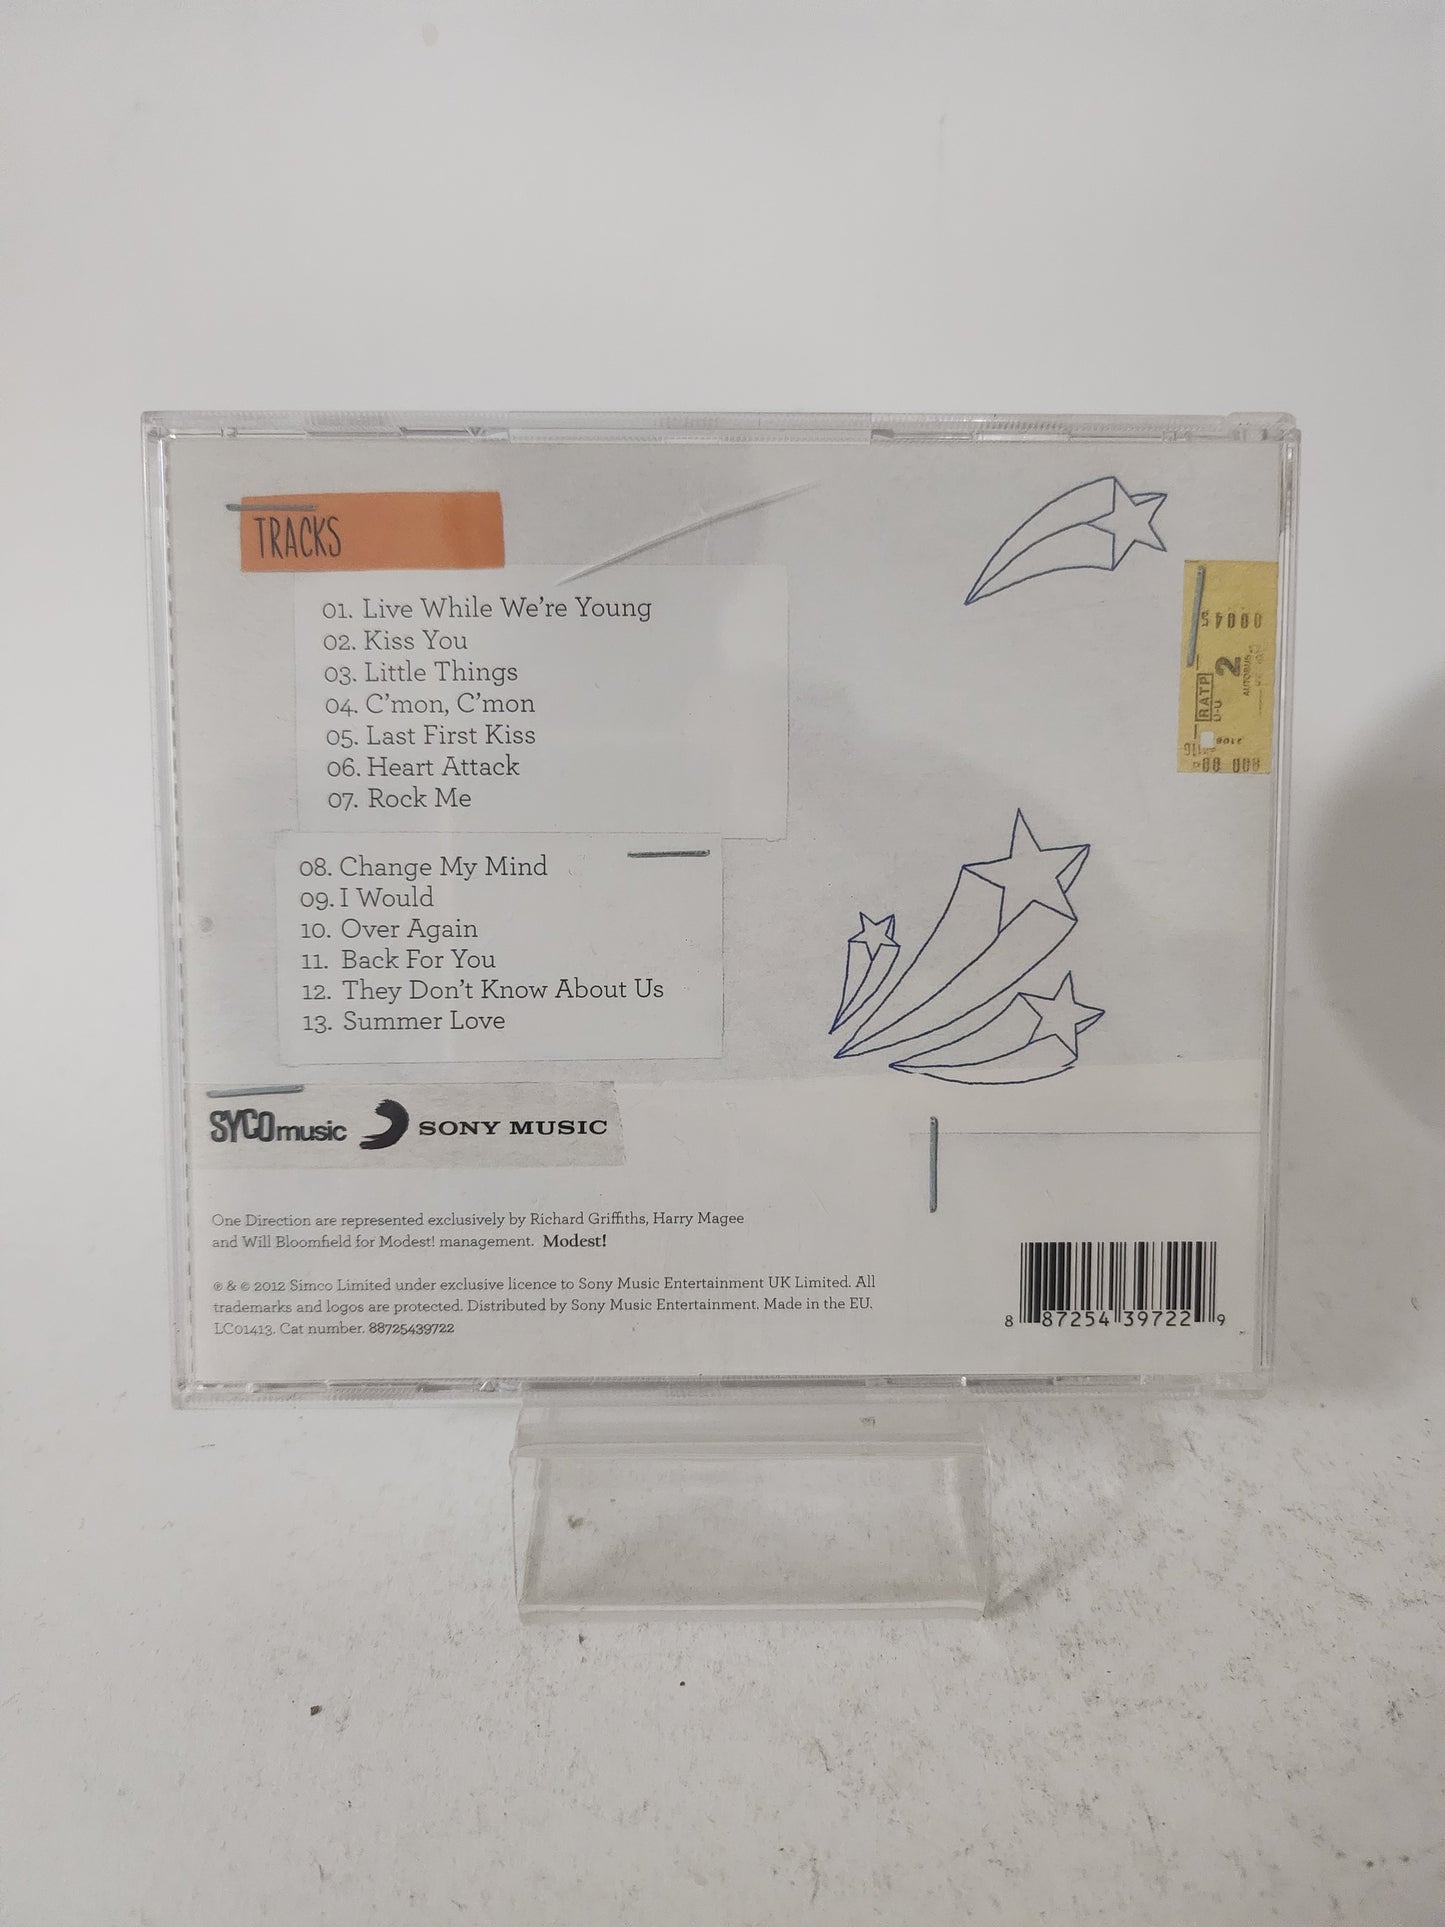 TRACKS
01. Live While We're Young
02. Kiss You
03. Little Things
04. C'mon, C'mon
05. Last First Kiss
06. Heart Attack
07. Rock Me
08. Change My Mind
09. I Would
10. Over Again
11. Back For You
12. They Don't Know About Us
13. Summer Love
00045
2
RATP
AUTOBUS
SYCOmusic SONY MUSIC
One Direction are represented exclusively by Richard Griffiths, Harry Magee
and Will Bloomfield for Modest! management. Modest!
℗ & © 2012 Simco Limited under exclusive licence to Sony Music Entertainment UK Limited. All
trademarks and logos are protected. Distributed by Sony Music Entertainment. Made in the EU.
LC01413. Cat number. 88725439722
8 87254 39722 9